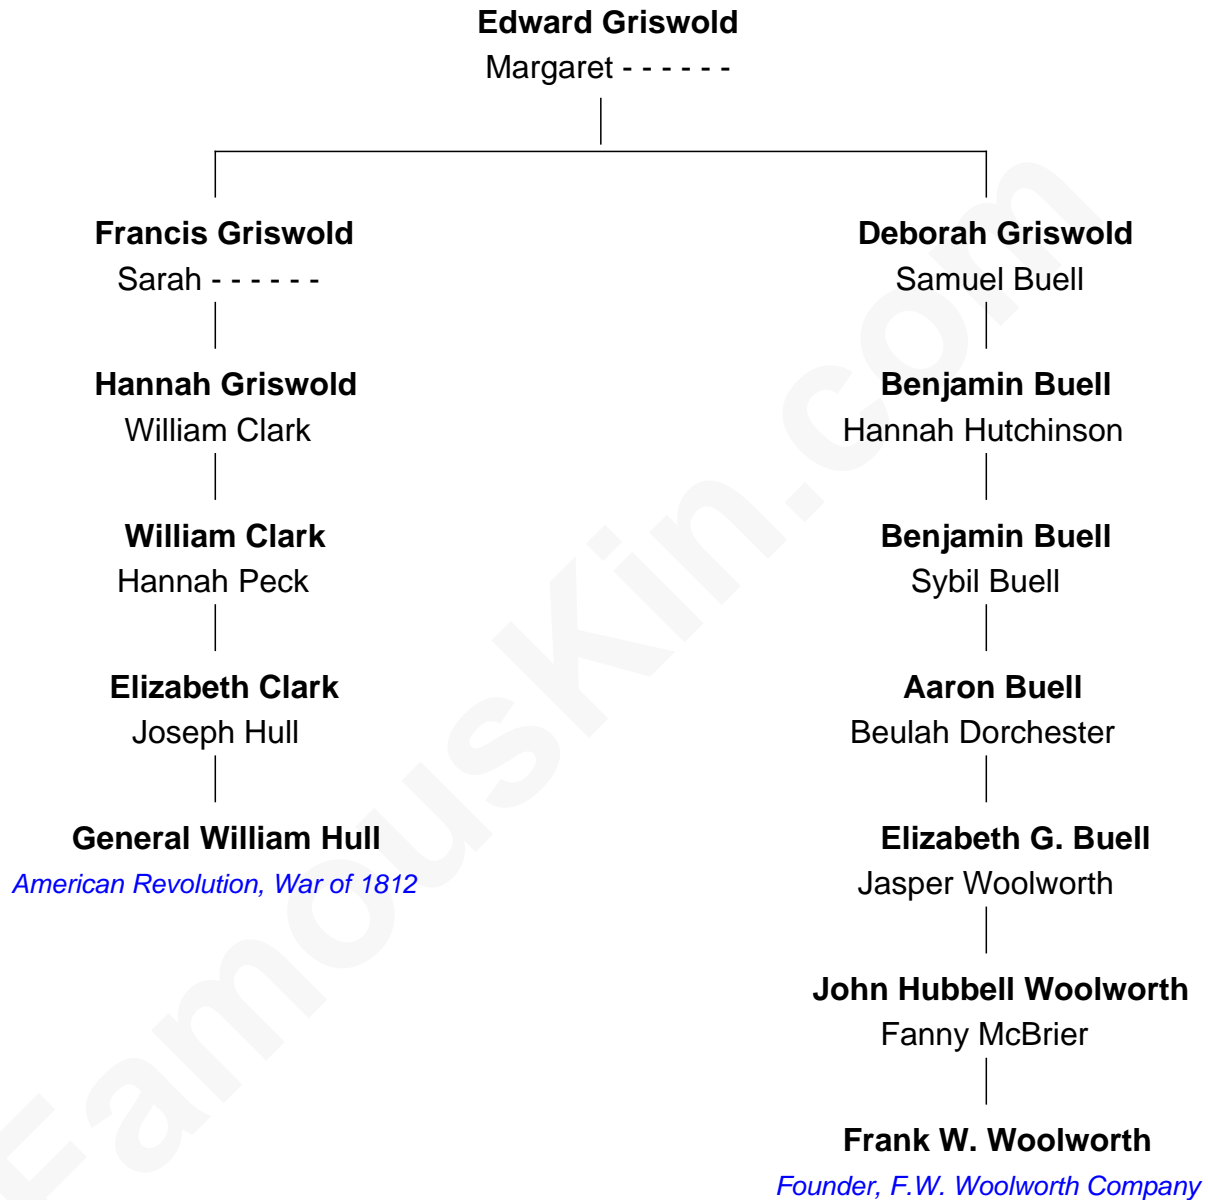 Edward Griswold
Margaret - - - - - -
Francis Griswold
Sarah - - - - - -
Hannah Griswold
William Clark
William Clark
Hannah Peck
Elizabeth Clark
Joseph Hull
General William Hull
American Revolution, War of 1812
Deborah Griswold
Samuel Buell
Benjamin Buell
Hannah Hutchinson
Benjamin Buell
Sybil Buell
Aaron Buell
Beulah Dorchester
Elizabeth G. Buell
Jasper Woolworth
John Hubbell Woolworth
Fanny McBrier
Frank W. Woolworth
Founder, F.W. Woolworth Company
FamousKin.com